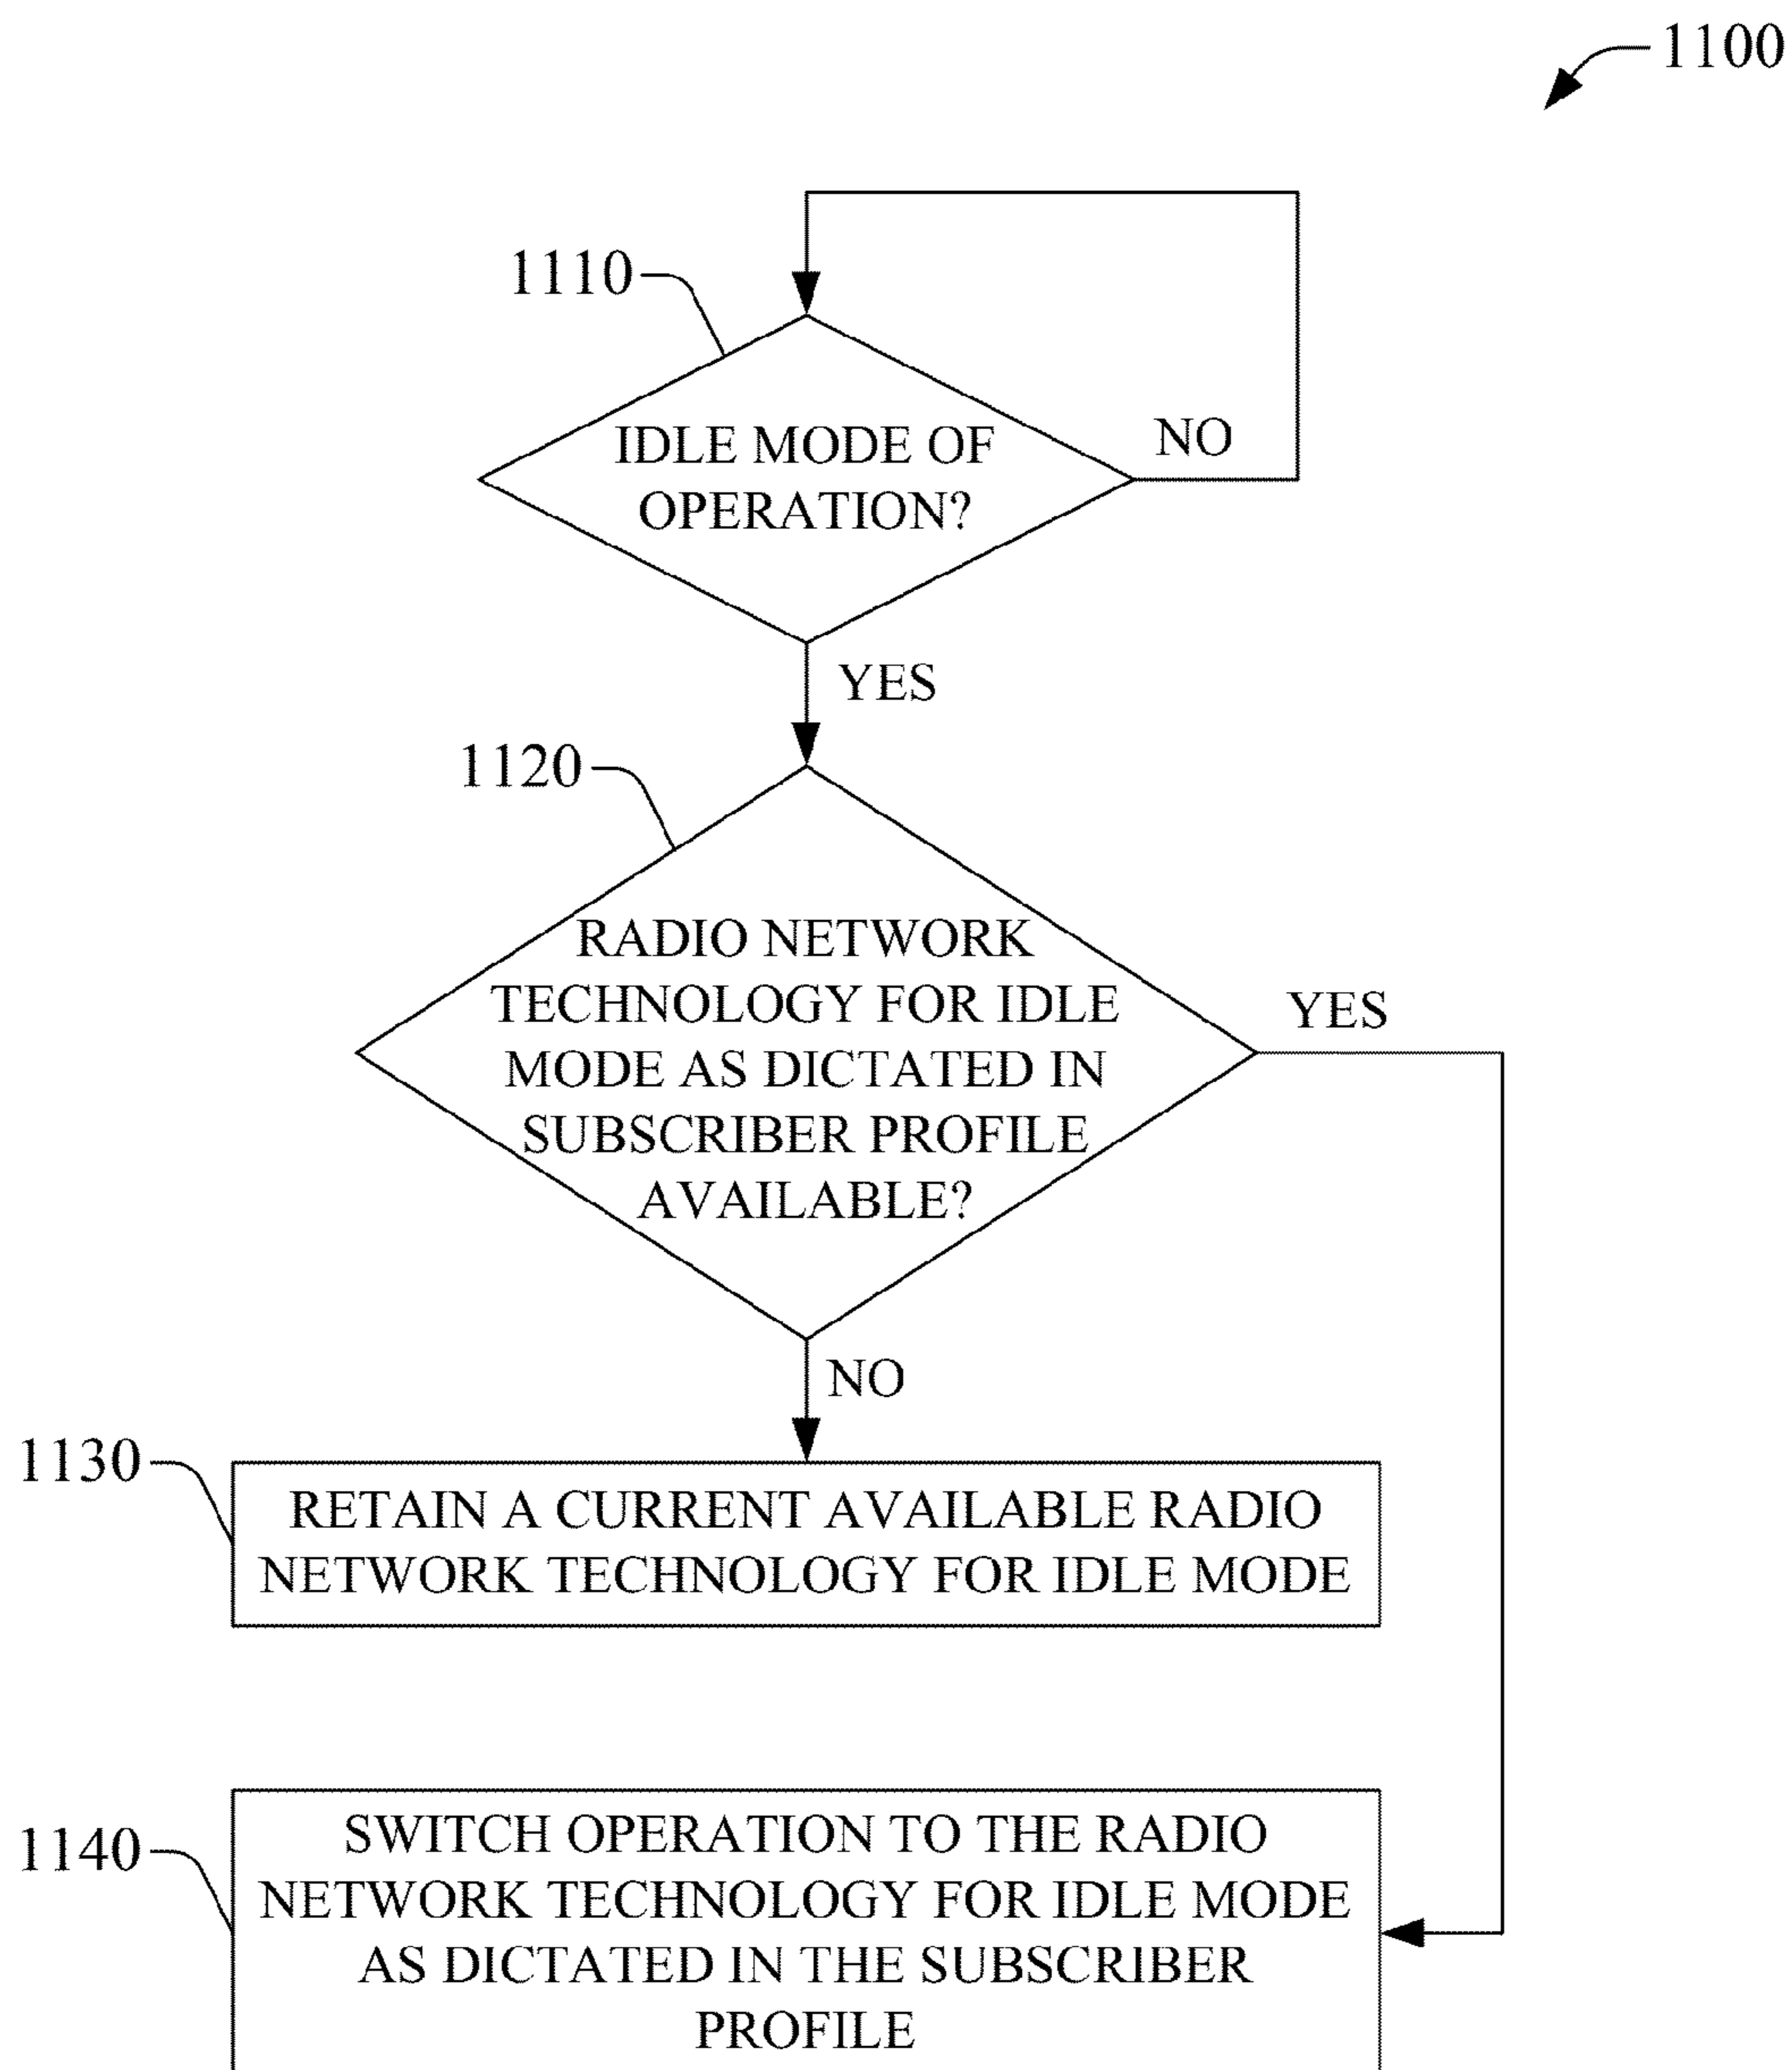 1100
1110
IDLE MODE OF
OPERATION?
NO
YES
1120
RADIO NETWORK
TECHNOLOGY FOR IDLE
MODE AS DICTATED IN
SUBSCRIBER PROFILE
AVAILABLE?
YES
NO
1130
RETAIN A CURRENT AVAILABLE RADIO
NETWORK TECHNOLOGY FOR IDLE MODE
1140
SWITCH OPERATION TO THE RADIO
NETWORK TECHNOLOGY FOR IDLE MODE
AS DICTATED IN THE SUBSCRIBER
PROFILE